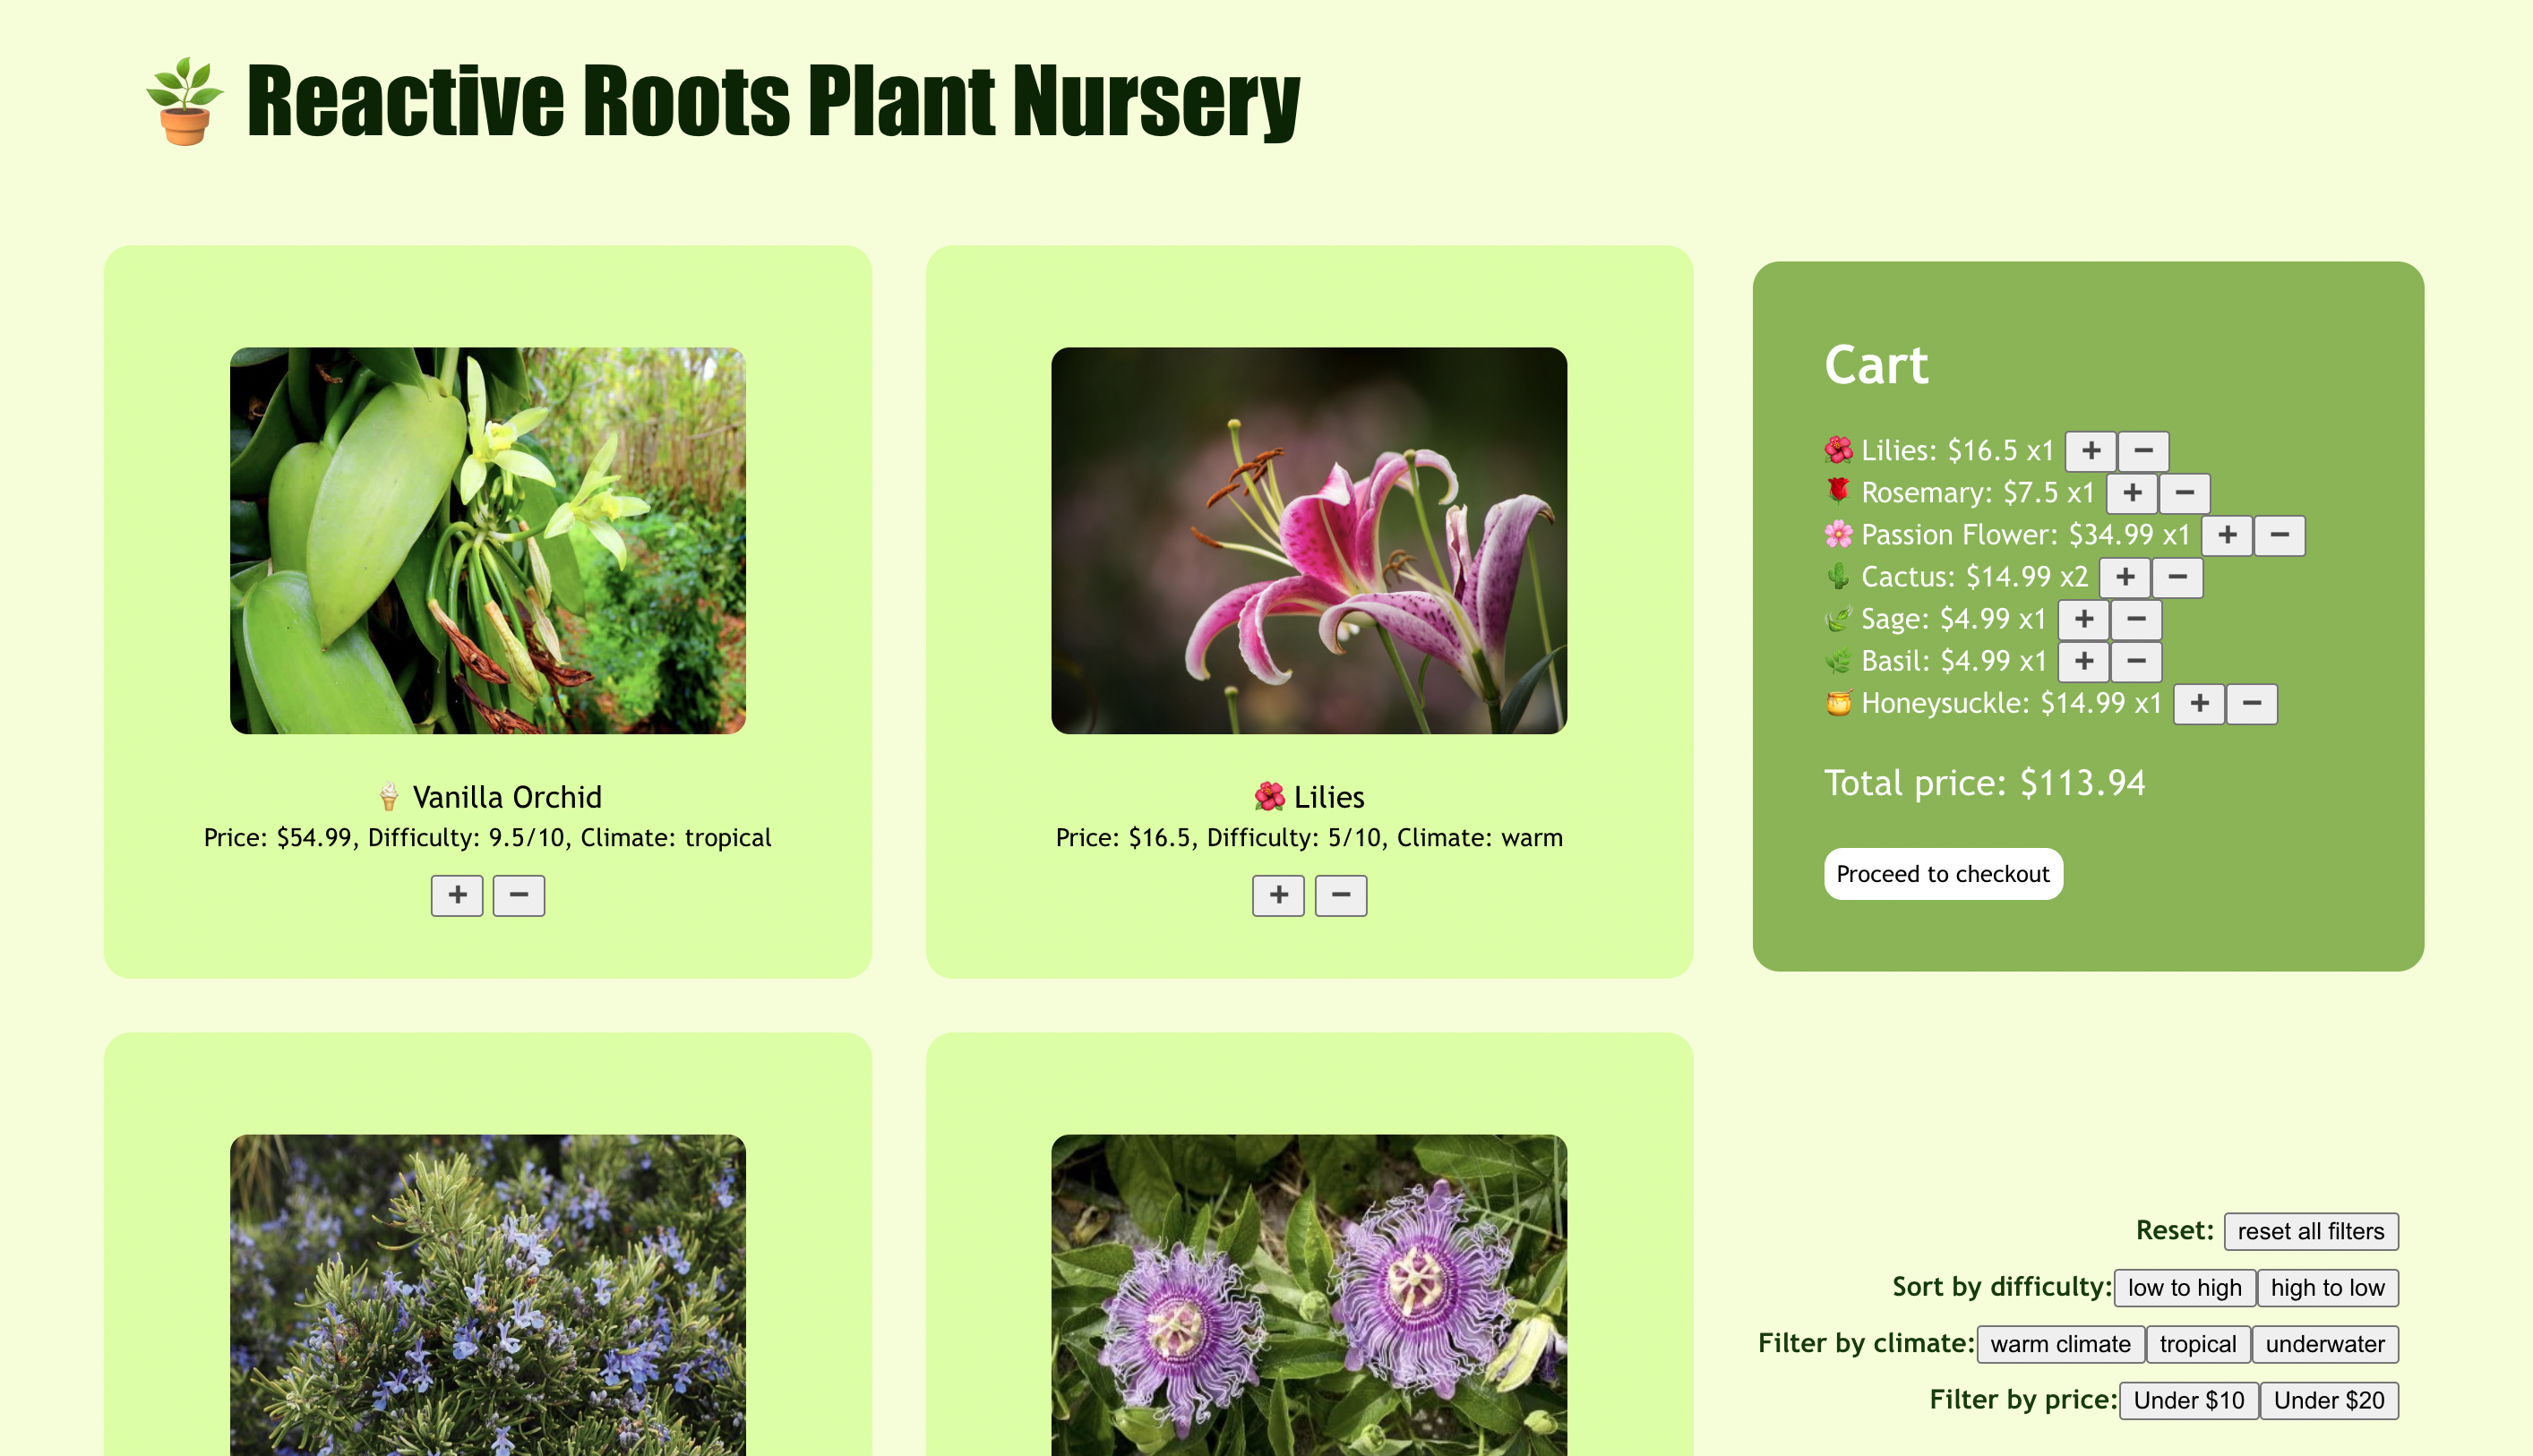 🪴 Reactive Roots Plant Nursery
🍦 Vanilla Orchid
Price: $54.99, Difficulty: 9.5/10, Climate: tropical
+ −
🌺 Lilies
Price: $16.5, Difficulty: 5/10, Climate: warm
+ −
Cart
🌺 Lilies: $16.5 x1 + −
🌹 Rosemary: $7.5 x1 + −
🌸 Passion Flower: $34.99 x1 + −
🌵 Cactus: $14.99 x2 + −
🍃 Sage: $4.99 x1 + −
🌿 Basil: $4.99 x1 + −
🍯 Honeysuckle: $14.99 x1 + −
Total price: $113.94
Proceed to checkout
Reset: reset all filters
Sort by difficulty: low to high high to low
Filter by climate: warm climate tropical underwater
Filter by price: Under $10 Under $20